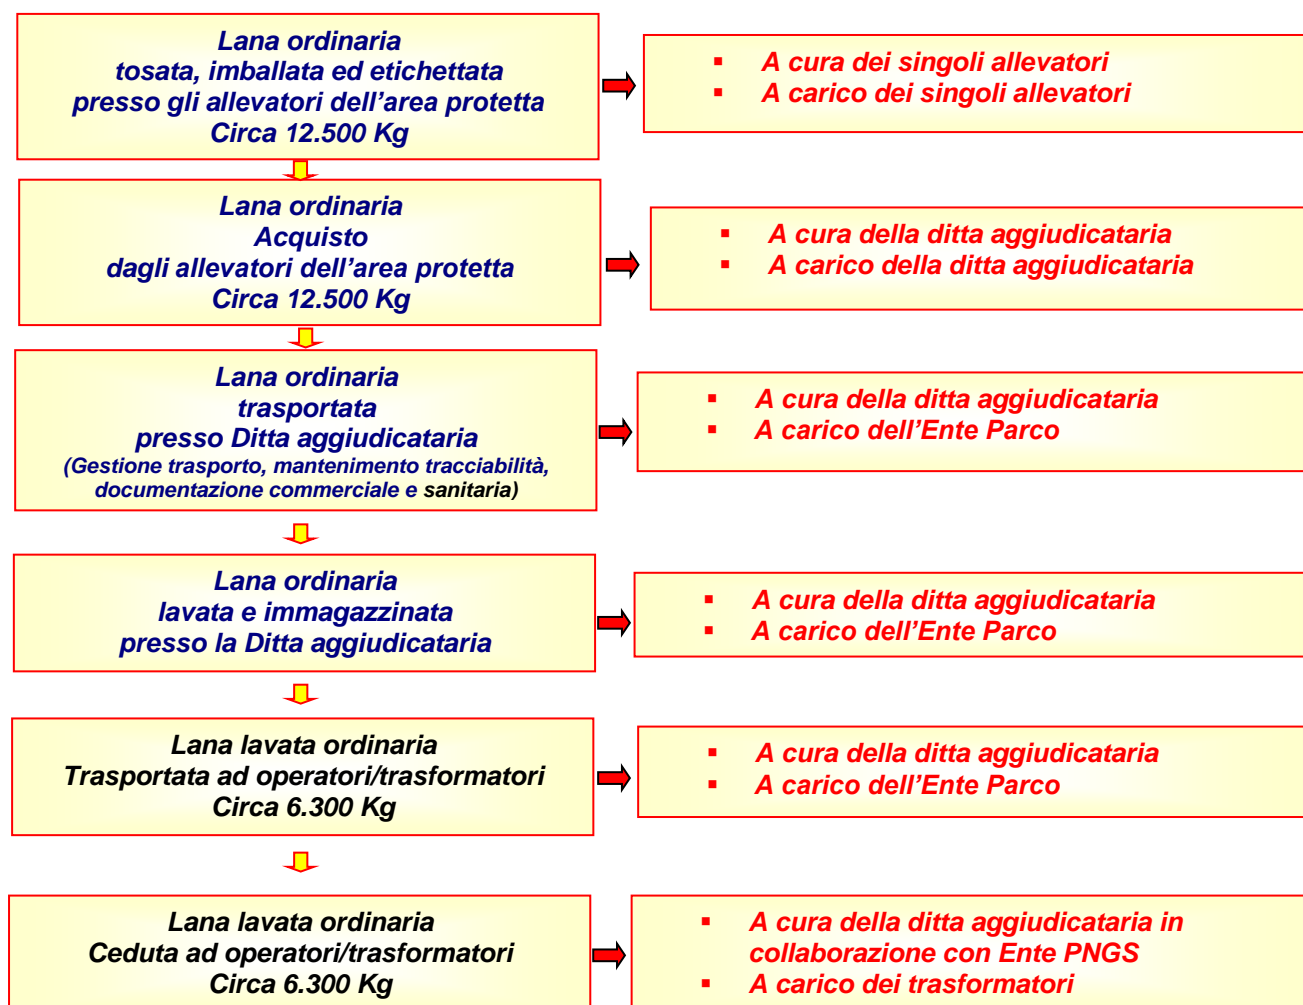 Lana ordinaria
tosata, imballata ed etichettata
presso gli allevatori dell’area protetta
Circa 12.500 Kg
▪ A cura dei singoli allevatori
▪ A carico dei singoli allevatori
Lana ordinaria
Acquisto
dagli allevatori dell’area protetta
Circa 12.500 Kg
▪ A cura della ditta aggiudicataria
▪ A carico della ditta aggiudicataria
Lana ordinaria
trasportata
presso Ditta aggiudicataria
(Gestione trasporto, mantenimento tracciabilità,
documentazione commerciale e sanitaria)
▪ A cura della ditta aggiudicataria
▪ A carico dell’Ente Parco
Lana ordinaria
lavata e immagazzinata
presso la Ditta aggiudicataria
▪ A cura della ditta aggiudicataria
▪ A carico dell’Ente Parco
Lana lavata ordinaria
Trasportata ad operatori/trasformatori
Circa 6.300 Kg
▪ A cura della ditta aggiudicataria
▪ A carico dell’Ente Parco
Lana lavata ordinaria
Ceduta ad operatori/trasformatori
Circa 6.300 Kg
▪ A cura della ditta aggiudicataria in
collaborazione con Ente PNGS
▪ A carico dei trasformatori